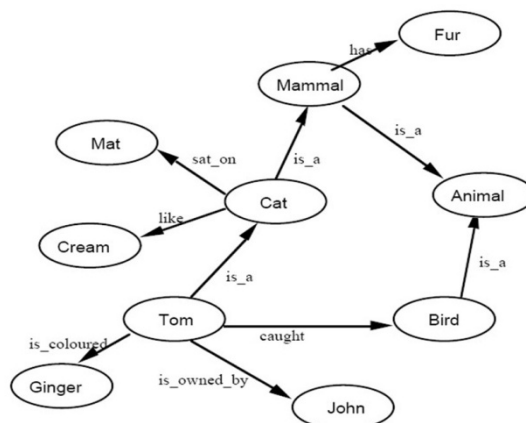 Fur
has
Mammal
Mat
is_a
sat_on
is_a
Cat
Animal
like
Cream
is_a
is_a
Tom
Bird
caught
is_coloured
is_owned_by
Ginger
John